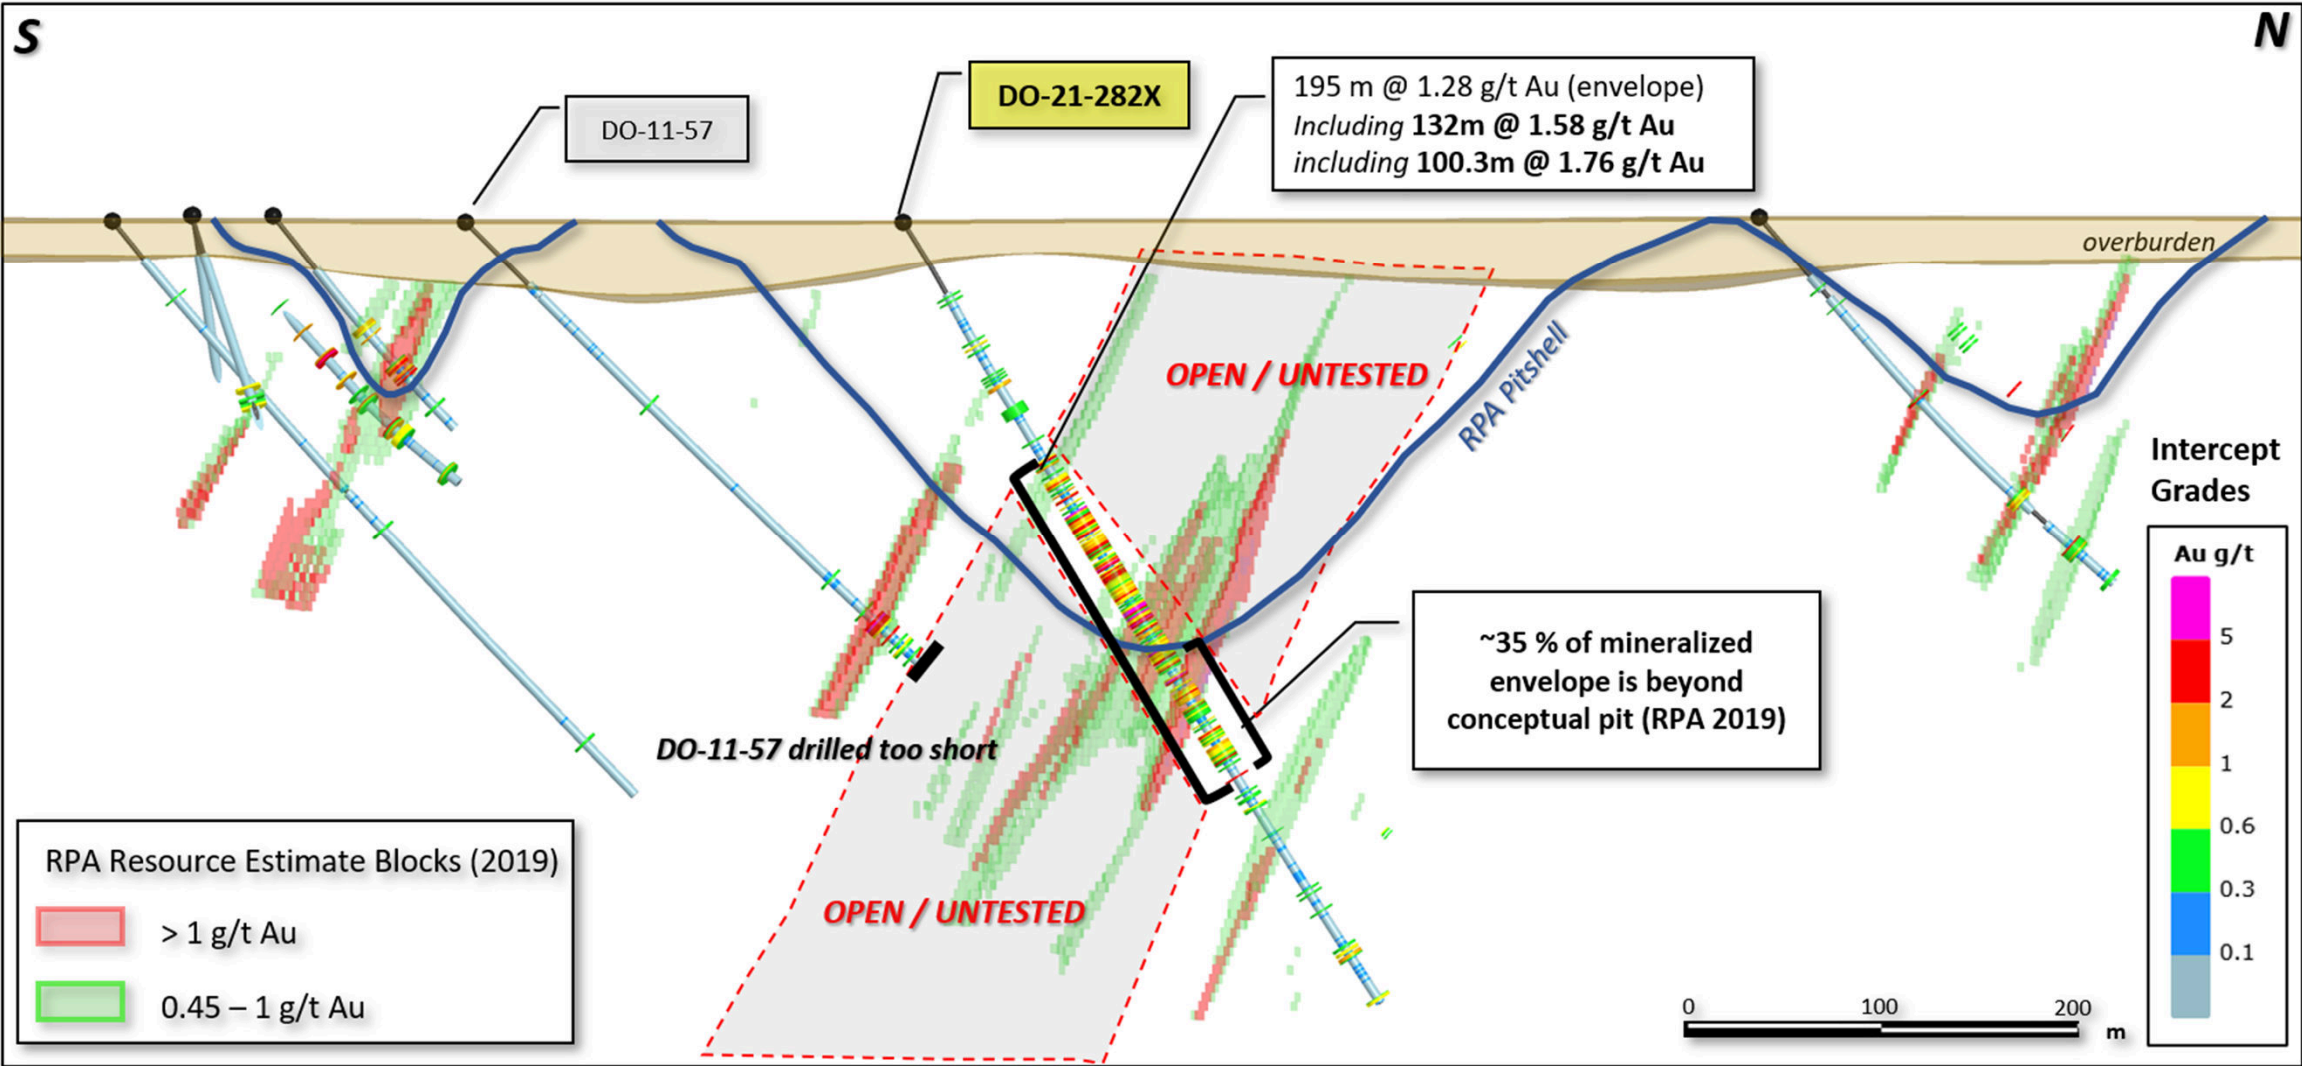 S
N
DO-11-57
DO-21-282X
195 m @ 1.28 g/t Au (envelope)
Including 132m @ 1.58 g/t Au
including 100.3m @ 1.76 g/t Au
overburden
OPEN / UNTESTED
RPA Pitshell
~35 % of mineralized
envelope is beyond
conceptual pit (RPA 2019)
DO-11-57 drilled too short
OPEN / UNTESTED
RPA Resource Estimate Blocks (2019)
> 1 g/t Au
0.45 – 1 g/t Au
Intercept
Grades
Au g/t
5
2
1
0.6
0.3
0.1
0 100 200
m